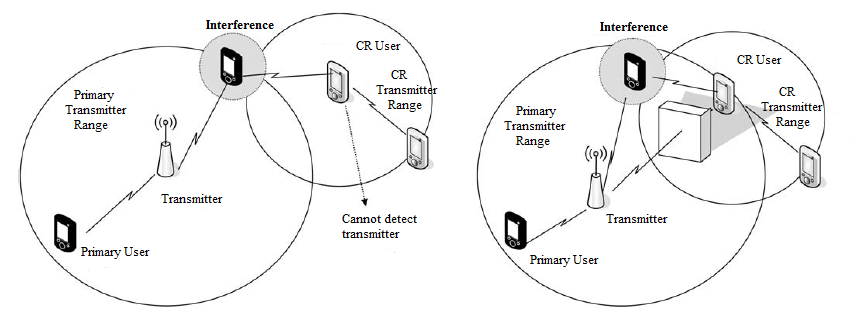 Interference
CR User
CR
Transmitter
Range
Primary
Transmitter
Range
Transmitter
Cannot detect
transmitter
Primary User
Interference
CR User
CR
Transmitter
Range
Primary
Transmitter
Range
Transmitter
Primary User